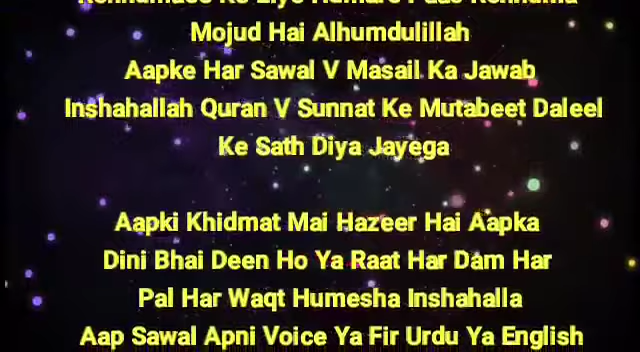 Mojud Hai Alhumdulillah
Aapke Har Sawal V Masail Ka Jawab
Inshahallah Quran V Sunnat Ke Mutabeet Daleel
Ke Sath Diya Jayega
Aapki Khidmat Mai Hazeer Hai Aapka
Dini Bhai Deen Ho Ya Raat Har Dam Har
Pal Har Waqt Humesha Inshahalla
Aap Sawal Apni Voice Ya Fir Urdu Ya English